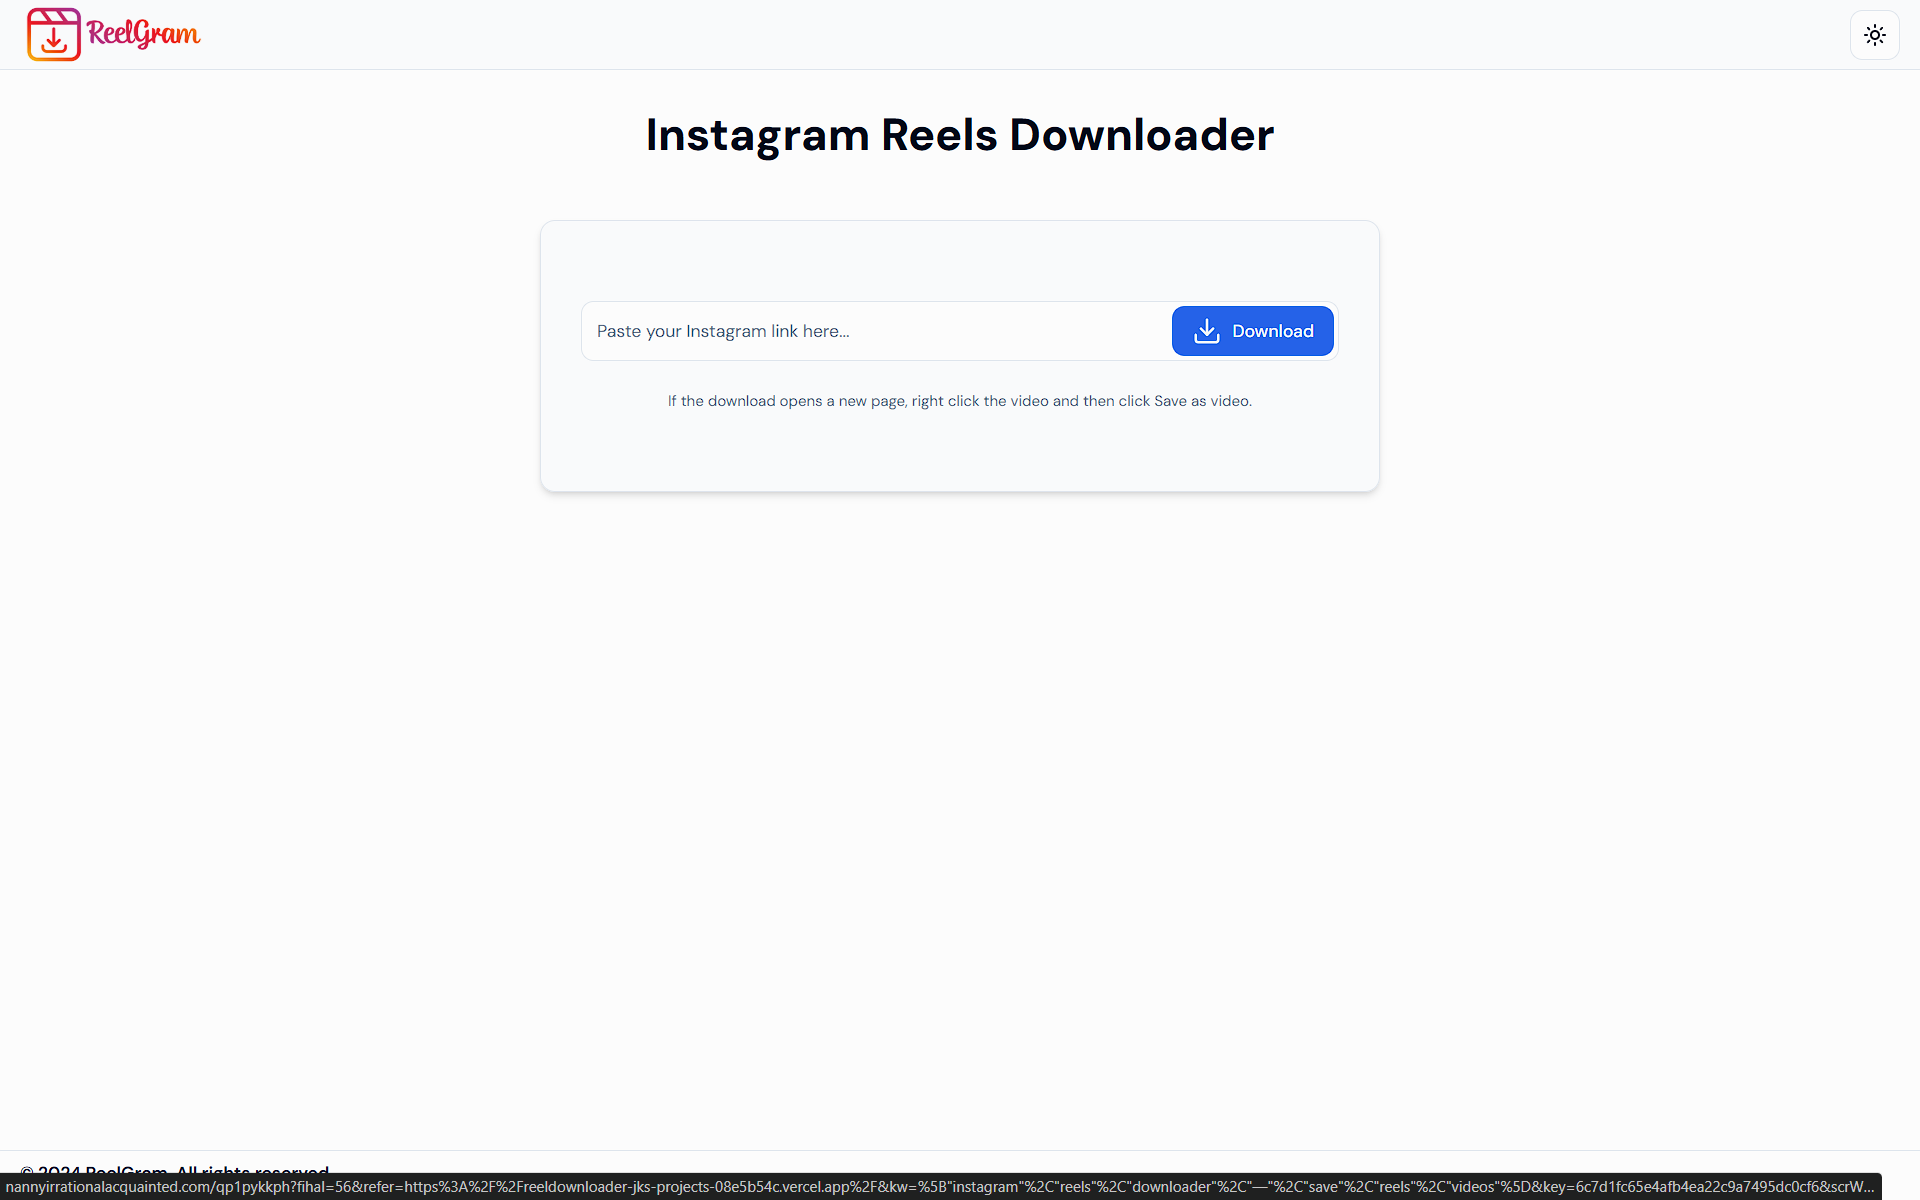 ReelGram
Instagram Reels Downloader
Paste your Instagram link here...
Download
If the download opens a new page, right click the video and then click Save as video.
© 2024 ReelGram. All rights reserved.
nannyirrationalacquainted.com/qp1pykkph?fihal=56&refer=https%3A%2F%2Freeldownloader-jks-projects-08e5b54c.vercel.app%2F&kw=%5B"instagram"%2C"reels"%2C"downloader"%2C"—"%2C"save"%2C"reels"%2C"videos"%5D&key=6c7d1fc65e4afb4ea22c9a7495dc0cf6&scrW...